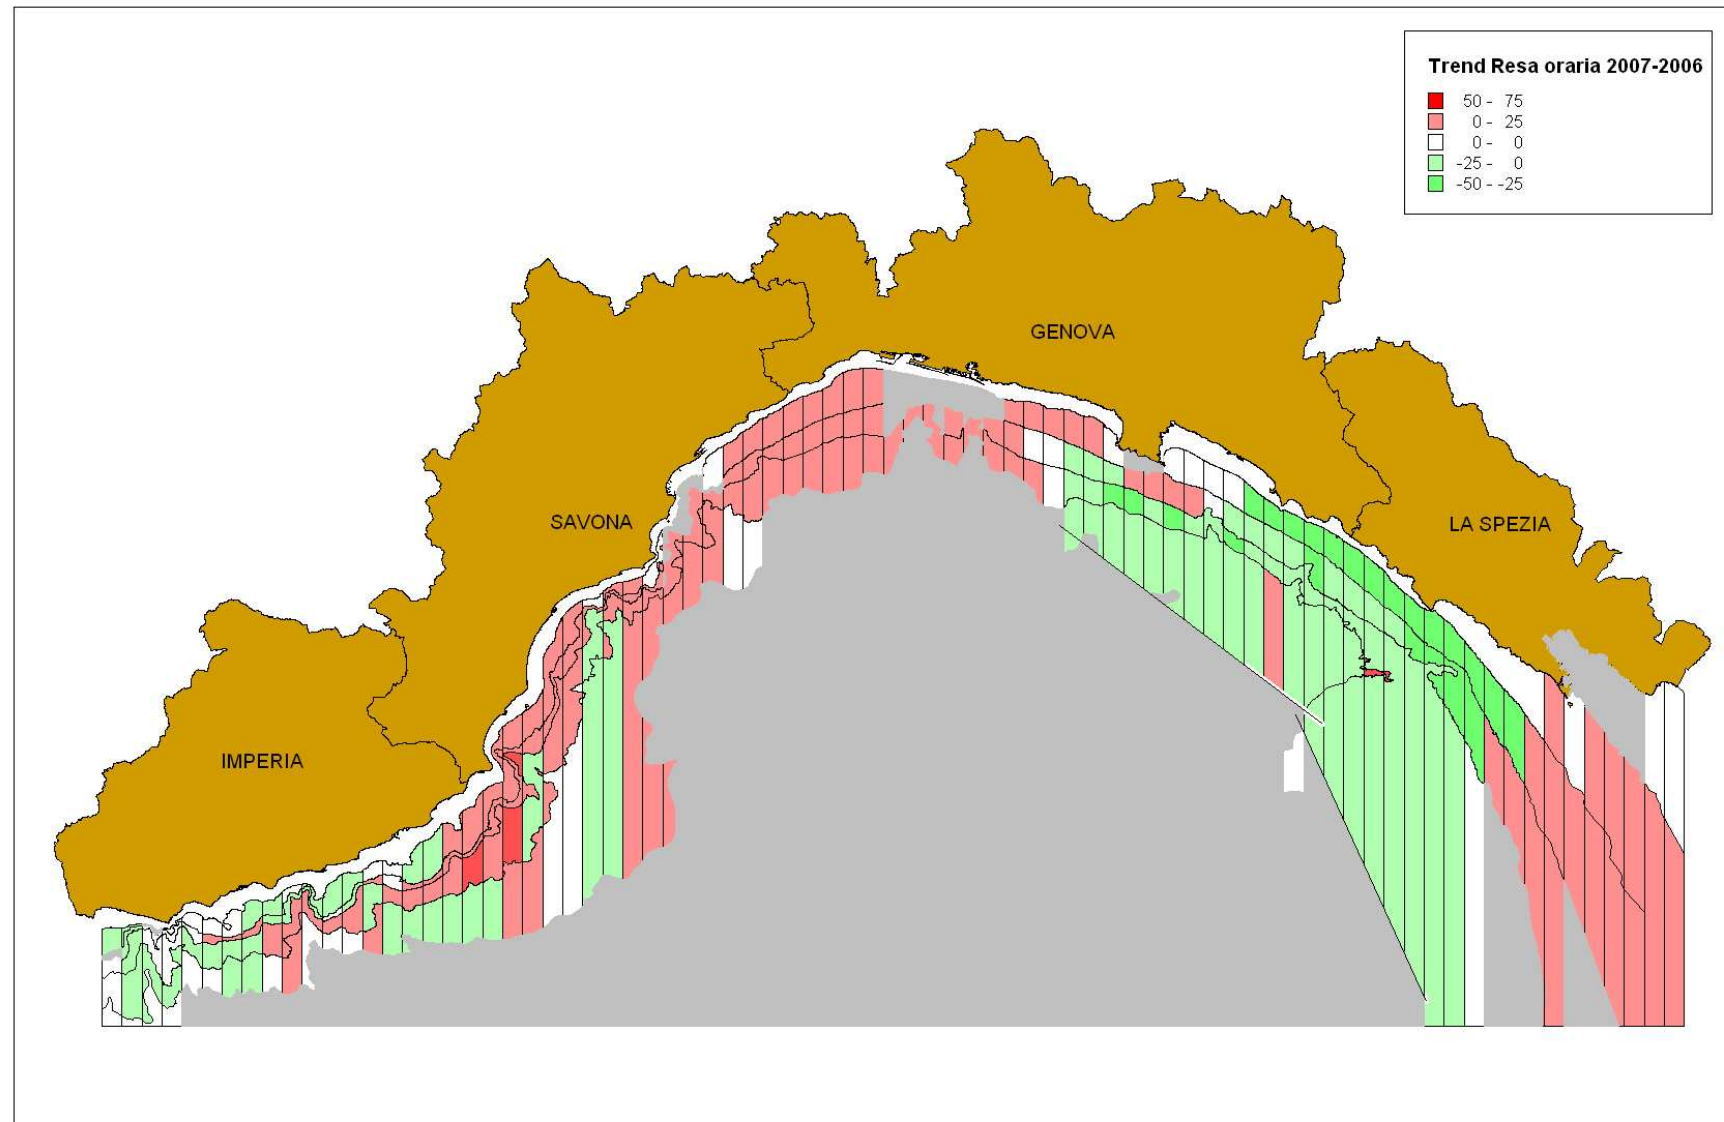 Trend Resa oraria 2007-2006
50 - 75
0 - 25
0 - 0
-25 - 0
-50 - -25
GENOVA
SAVONA
LA SPEZIA
IMPERIA